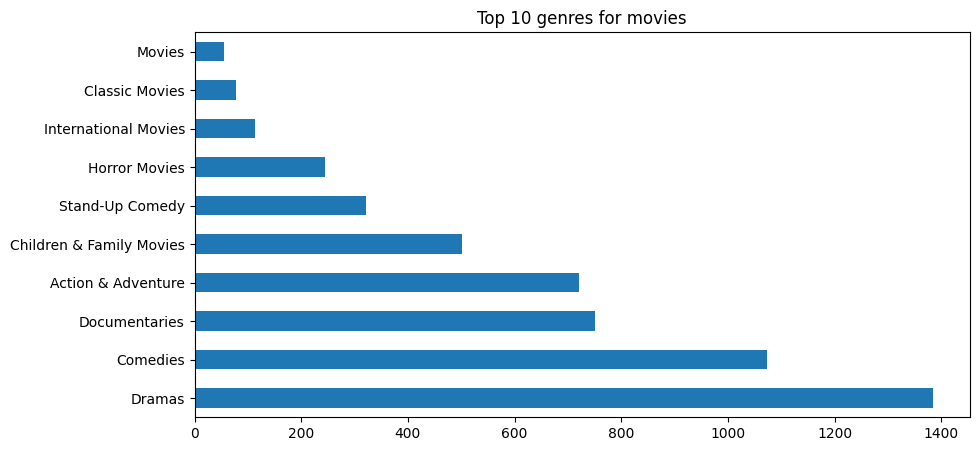 Top 10 genres for movies
Movies
Classic Movies
International Movies
Horror Movies
Stand-Up Comedy
Children & Family Movies
Action & Adventure
Documentaries
Comedies
Dramas
0 200 400 600 800 1000 1200 1400